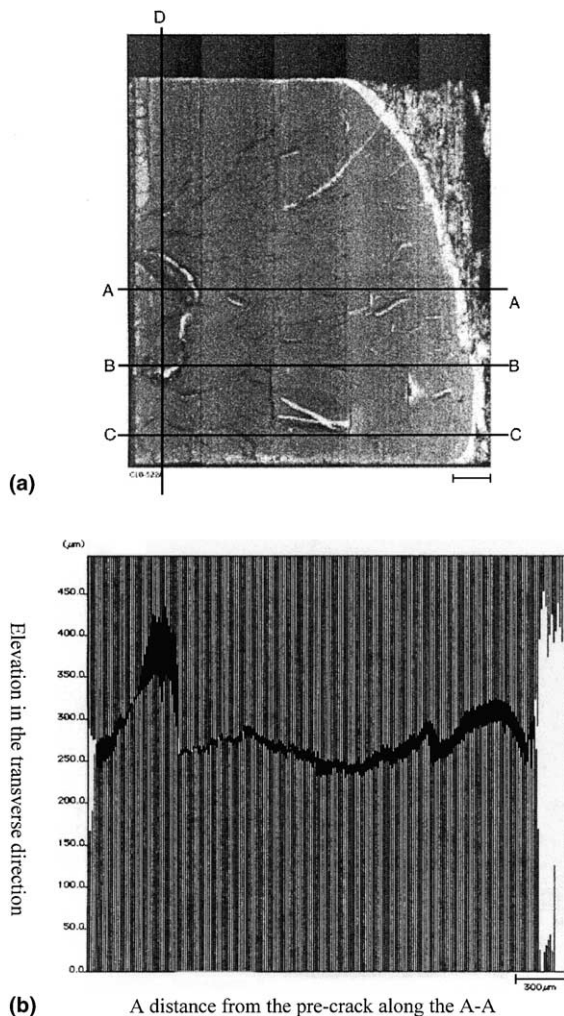 D
A A
B B
C C
(a)
(μm)
450.0
400.0
350.0
300.0
250.0
200.0
150.0
100.0
50.0
0.0
Elevation in the transverse direction
300μm
(b) A distance from the pre-crack along the A-A